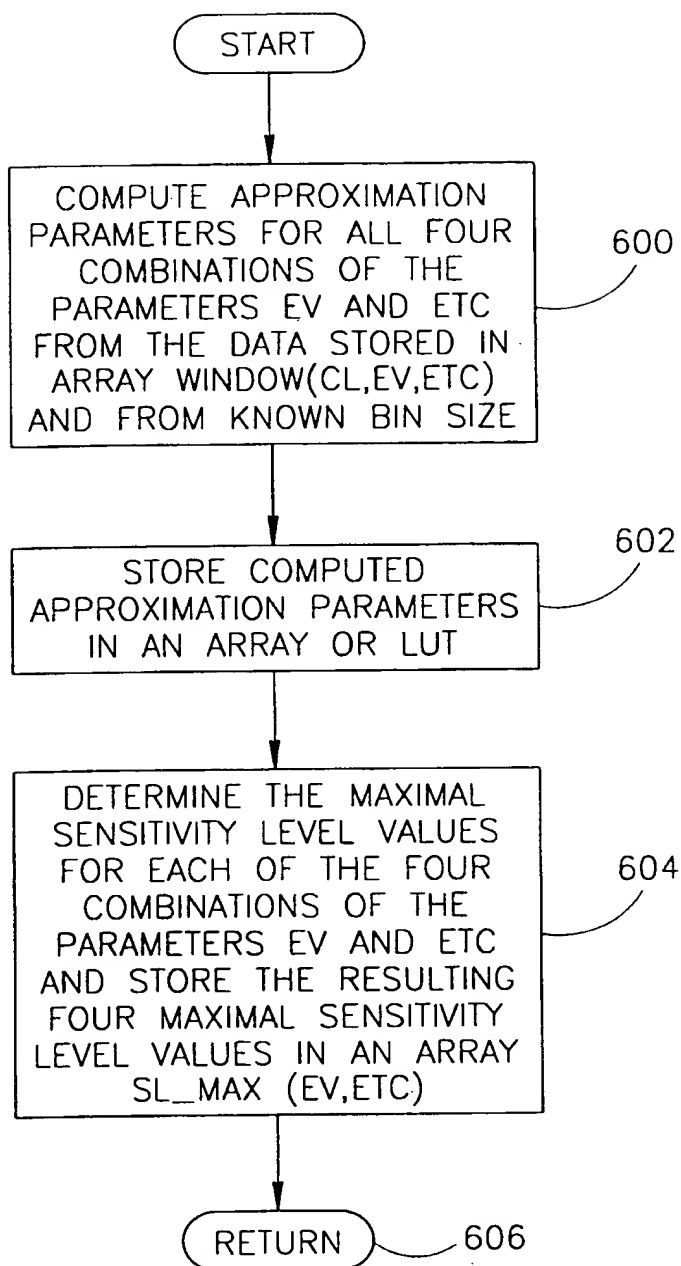 START
COMPUTE APPROXIMATION
PARAMETERS FOR ALL FOUR
COMBINATIONS OF THE
PARAMETERS EV AND ETC
FROM THE DATA STORED IN
ARRAY WINDOW(CL,EV,ETC)
AND FROM KNOWN BIN SIZE
600
STORE COMPUTED
APPROXIMATION PARAMETERS
IN AN ARRAY OR LUT
602
DETERMINE THE MAXIMAL
SENSITIVITY LEVEL VALUES
FOR EACH OF THE FOUR
COMBINATIONS OF THE
PARAMETERS EV AND ETC
AND STORE THE RESULTING
FOUR MAXIMAL SENSITIVITY
LEVEL VALUES IN AN ARRAY
SL_MAX (EV,ETC)
604
RETURN
606